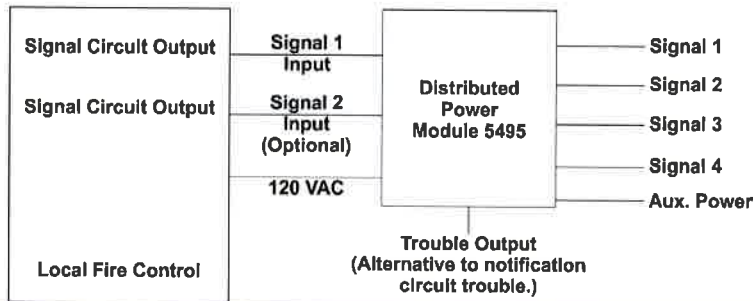 Signal Circuit Output
Signal 1
Input
Signal Circuit Output
Signal 2
Input
(Optional)
120 VAC
Local Fire Control
Distributed
Power
Module 5495
Signal 1
Signal 2
Signal 3
Signal 4
Aux. Power
Trouble Output
(Alternative to notification
circuit trouble.)